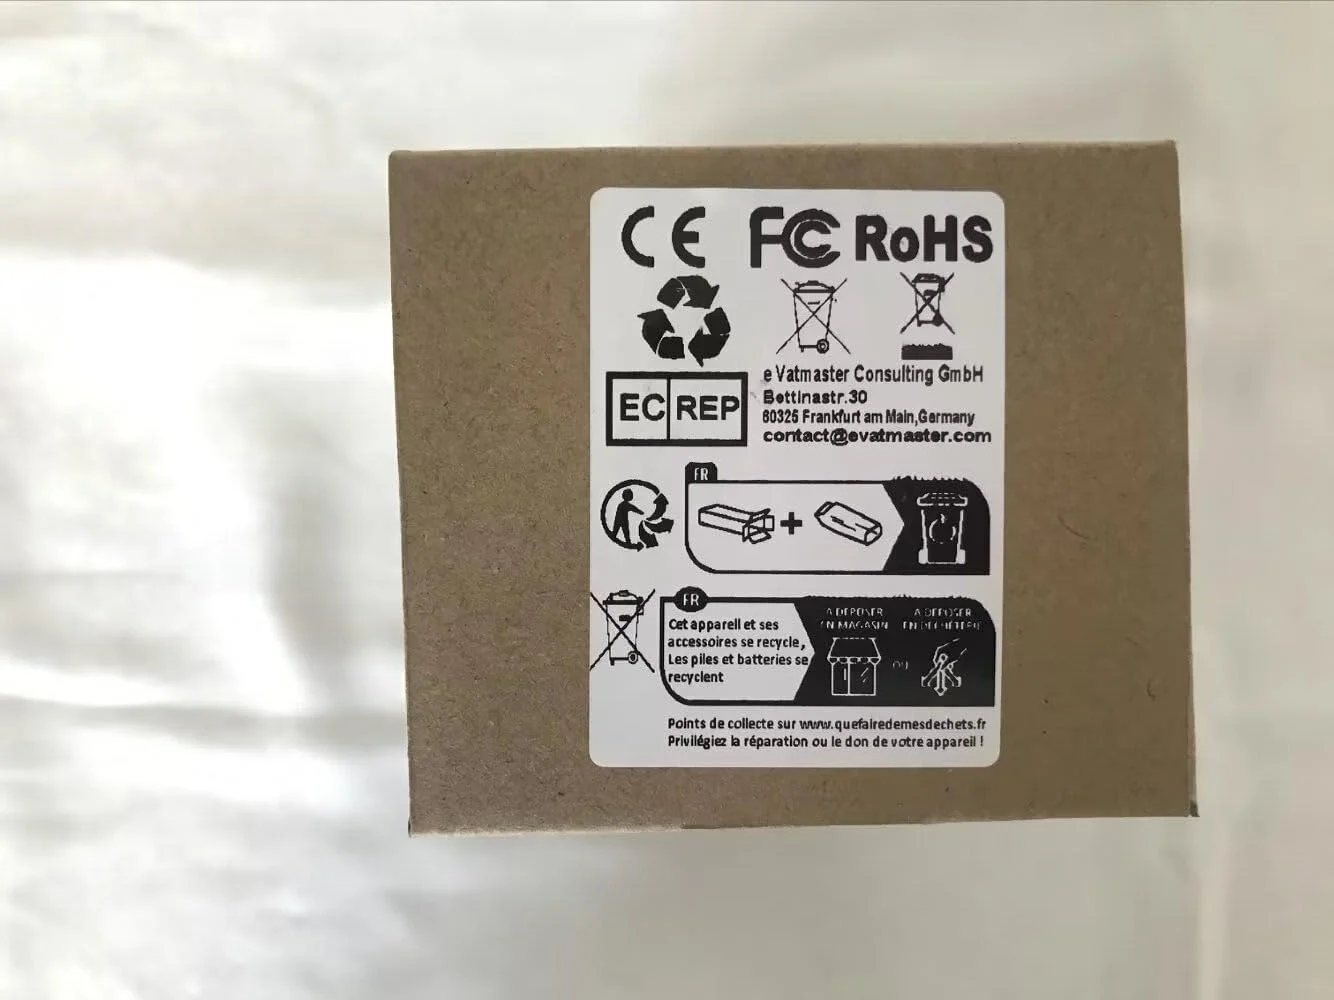 CE FC RoHS
EC REP
e Vatmaster Consulting GmbH
Bettinastr.30
60325 Frankfurt am Main,Germany
contact@evatmaster.com
FR
FR
Cet appareil et ses
accessoires se recycle,
Les piles et batteries se
recyclent
A DEPOSER
EN MAGASIN
ou
A DEPOSER
EN DECHETERIE
Points de collecte sur www.quefairedemesdechets.fr
Privilégiez la réparation ou le don de votre appareil !